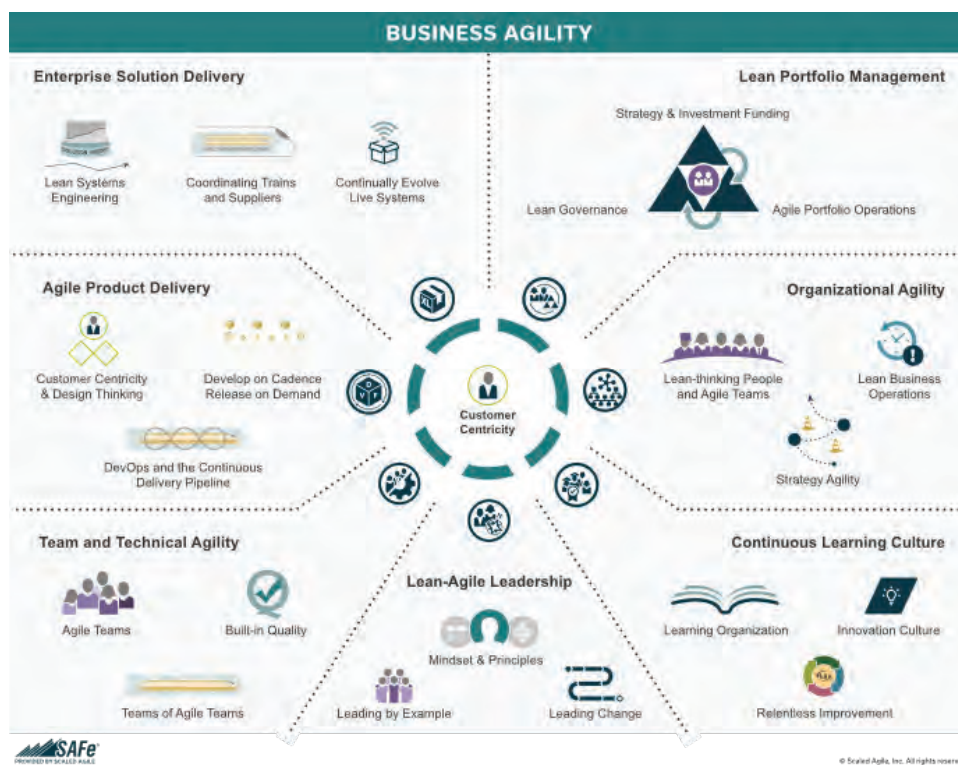 BUSINESS AGILITY
Enterprise Solution Delivery
Lean Systems
Engineering
Coordinating Trains
and Suppliers
Continually Evolve
Live Systems
Lean Portfolio Management
Strategy & Investment Funding
Lean Governance
Agile Portfolio Operations
Agile Product Delivery
Customer Centricity
& Design Thinking
Develop on Cadence
Release on Demand
DevOps and the Continuous
Delivery Pipeline
Customer
Centricity
Organizational Agility
Lean-thinking People
and Agile Teams
Lean Business
Operations
Strategy Agility
Team and Technical Agility
Agile Teams
Built-in Quality
Teams of Agile Teams
Lean-Agile Leadership
Mindset & Principles
Leading by Example
Leading Change
Continuous Learning Culture
Learning Organization
Innovation Culture
Relentless Improvement
SAFe®
PROVIDED BY SCALED AGILE
© Scaled Agile, Inc. All rights reserve